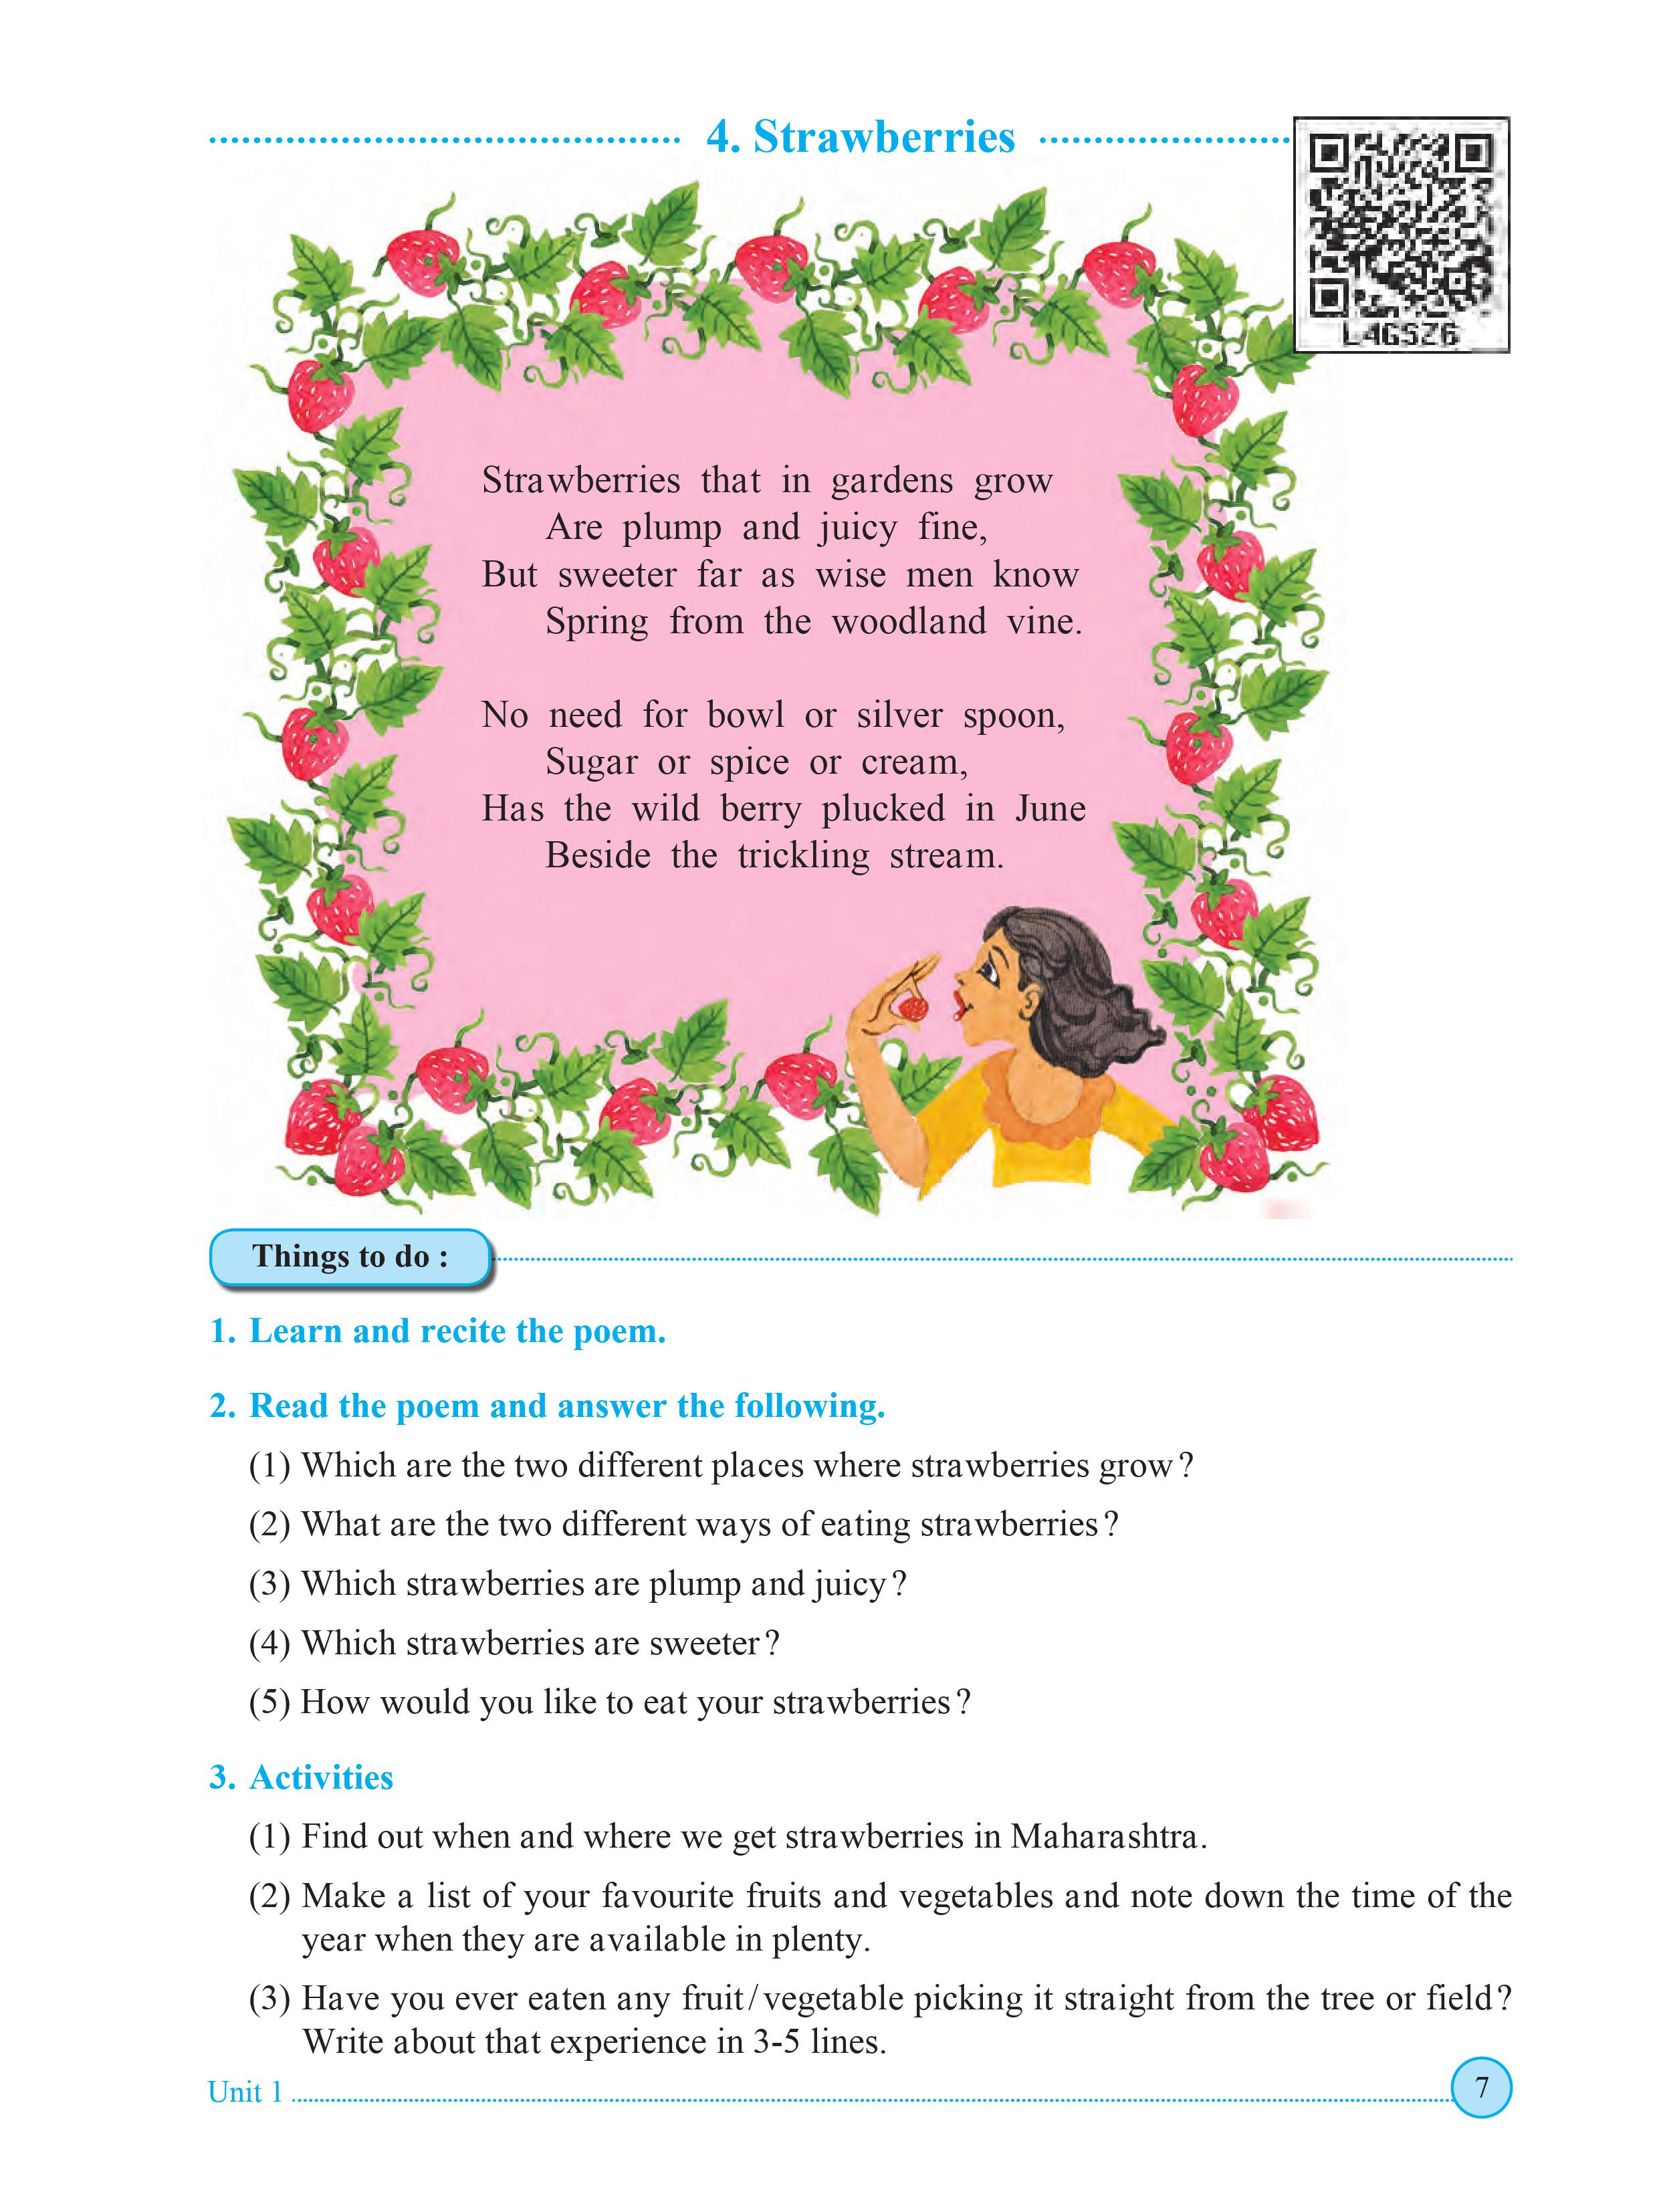 4. Strawberries
L4GSZ6
Strawberries that in gardens grow
Are plump and juicy fine,
But sweeter far as wise men know
Spring from the woodland vine.
No need for bowl or silver spoon,
Sugar or spice or cream,
Has the wild berry plucked in June
Beside the trickling stream.
Things to do :
1. Learn and recite the poem.
2. Read the poem and answer the following.
(1) Which are the two different places where strawberries grow?
(2) What are the two different ways of eating strawberries?
(3) Which strawberries are plump and juicy?
(4) Which strawberries are sweeter?
(5) How would you like to eat your strawberries?
3. Activities
(1) Find out when and where we get strawberries in Maharashtra.
(2) Make a list of your favourite fruits and vegetables and note down the time of the
year when they are available in plenty.
(3) Have you ever eaten any fruit/vegetable picking it straight from the tree or field?
Write about that experience in 3-5 lines.
Unit 1
7